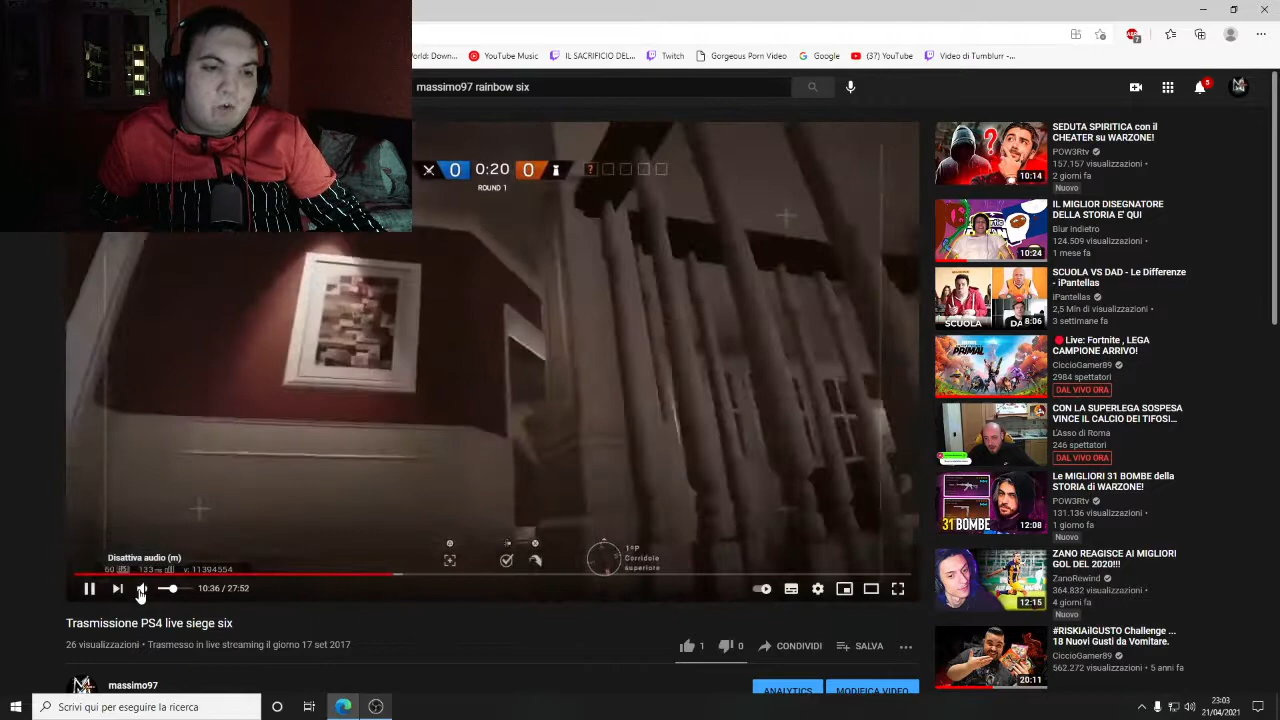 orld: Down...
YouTube Music
IL SACRIFICIO DEL...
Twitch
Gorgeous Porn Video
Google
(37) YouTube
Video di Tumblurr -...
massimo97 rainbow six
5
0 0:20 0
?
ROUND 1
TOP
Corridoio
superiore
Disattiva audio (m)
60
133ms
v: 11394554
10:36 / 27:52
Trasmissione PS4 live siege six
26 visualizzazioni • Trasmesso in live streaming il giorno 17 set 2017
1
0
CONDIVIDI
SALVA
massimo97
ANALYTICS
MODIFICA VIDEO
10:14
SEDUTA SPIRITICA con il
CHEATER su WARZONE!
POW3Rtv
157.157 visualizzazioni •
2 giorni fa
Nuovo
10:24
IL MIGLIOR DISEGNATORE
DELLA STORIA E' QUI
Blur Indietro
124.509 visualizzazioni •
1 mese fa
SCUOLA
DA
8:06
SCUOLA VS DAD - Le Differenze
- iPantellas
iPantellas
2,5 Mln di visualizzazioni •
3 settimane fa
PRIMAL
Live: Fortnite , LEGA
CAMPIONE ARRIVO!
CiccioGamer89
2984 spettatori
DAL VIVO ORA
CON LA SUPERLEGA SOSPESA
VINCE IL CALCIO DEI TIFOSI...
L'Asso di Roma
246 spettatori
DAL VIVO ORA
31 BOMBE
12:08
Le MIGLIORI 31 BOMBE della
STORIA di WARZONE!
POW3Rtv
131.136 visualizzazioni •
1 giorno fa
Nuovo
12:15
ZANO REAGISCE AI MIGLIORI
GOL DEL 2020!!!
ZanoRewind
364.832 visualizzazioni •
4 giorni fa
Nuovo
20:11
#RISKIAilGUSTO Challenge ...
18 Nuovi Gusti da Vomitare.
CiccioGamer89
562.272 visualizzazioni • 5 anni fa
Scrivi qui per eseguire la ricerca
23:03
21/04/2021